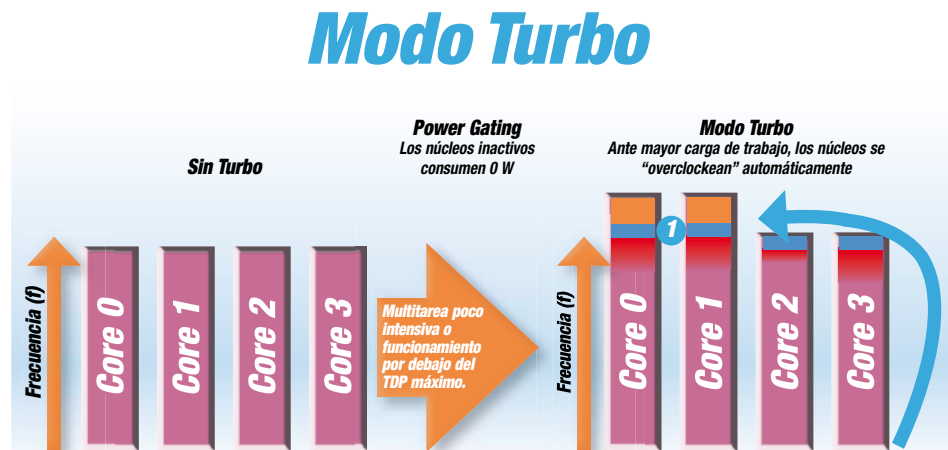 Modo Turbo
Sin Turbo
Power Gating
Los núcleos inactivos
consumen 0 W
Modo Turbo
Ante mayor carga de trabajo, los núcleos se
“overclockean” automáticamente
Frecuencia (f)
Core 0
Core 1
Core 2
Core 3
Multitarea poco
intensiva o
funcionamiento
por debajo del
TDP máximo.
Frecuencia (f)
Core 0
1
Core 1
Core 2
Core 3